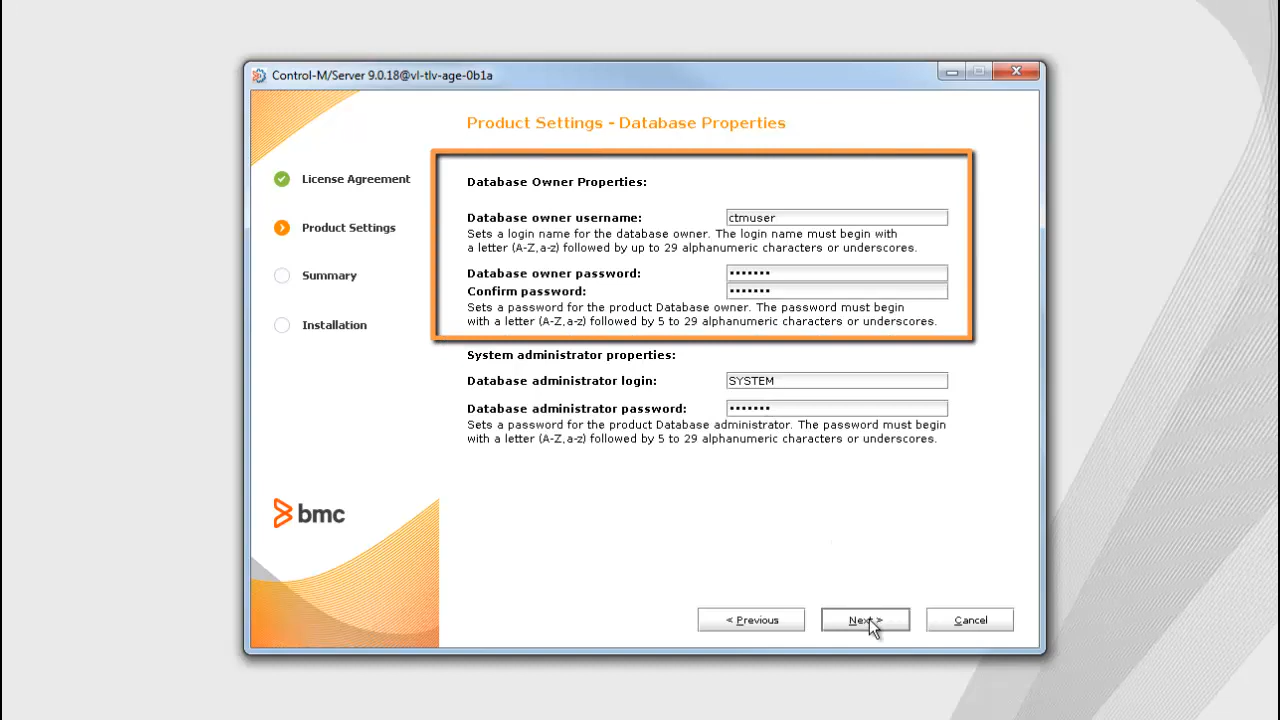 Control-M/Server 9.0.18@vl-tlv-age-0b1a
Product Settings - Database Properties
License Agreement
Product Settings
Summary
Installation
Database Owner Properties:
Database owner username: ctmuser
Sets a login name for the database owner. The login name must begin with
a letter (A-Z,a-z) followed by up to 29 alphanumeric characters or underscores.
Database owner password: •••••••
Confirm password: •••••••
Sets a password for the product Database owner. The password must begin
with a letter (A-Z,a-z) followed by 5 to 29 alphanumeric characters or underscores.
System administrator properties:
Database administrator login: SYSTEM
Database administrator password: •••••••
Sets a password for the product Database administrator. The password must begin
with a letter (A-Z,a-z) followed by 5 to 29 alphanumeric characters or underscores.
bmc
< Previous
Next >
Cancel